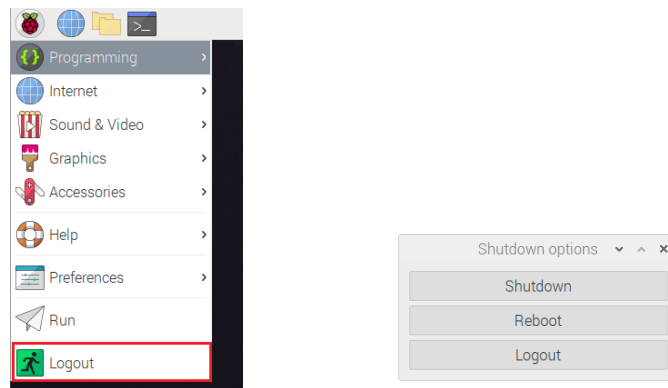 Programming
Internet
Sound & Video
Graphics
Accessories
Help
Preferences
Run
Logout
Shutdown options
Shutdown
Reboot
Logout